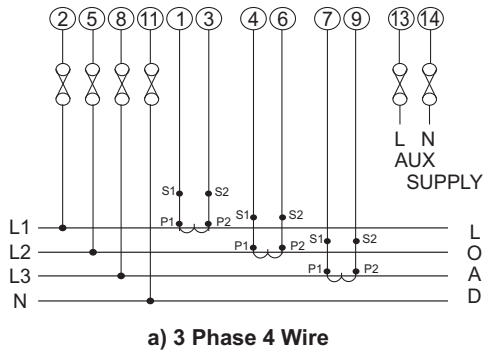 2 5 8 11 1 3 4 6 7 9 13 14
L N
AUX
SUPPLY
S1 S2
P1 P2
S1 S2
P1 P2
S1 S2
P1 P2
L1
L2
L3
N
L
O
A
D
a) 3 Phase 4 Wire